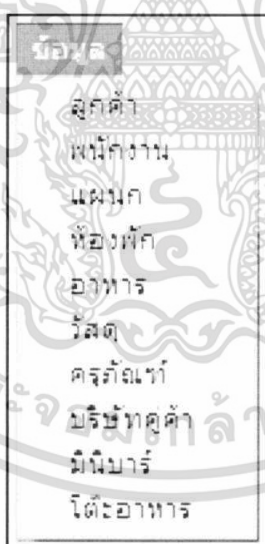 ข้อมูล
ลูกค้า
พนักงาน
แผนก
ห้องพัก
อาหาร
วัสดุ
ครุภัณฑ์
บริษัทคู่ค้า
มินิบาร์
โต๊ะอาหาร